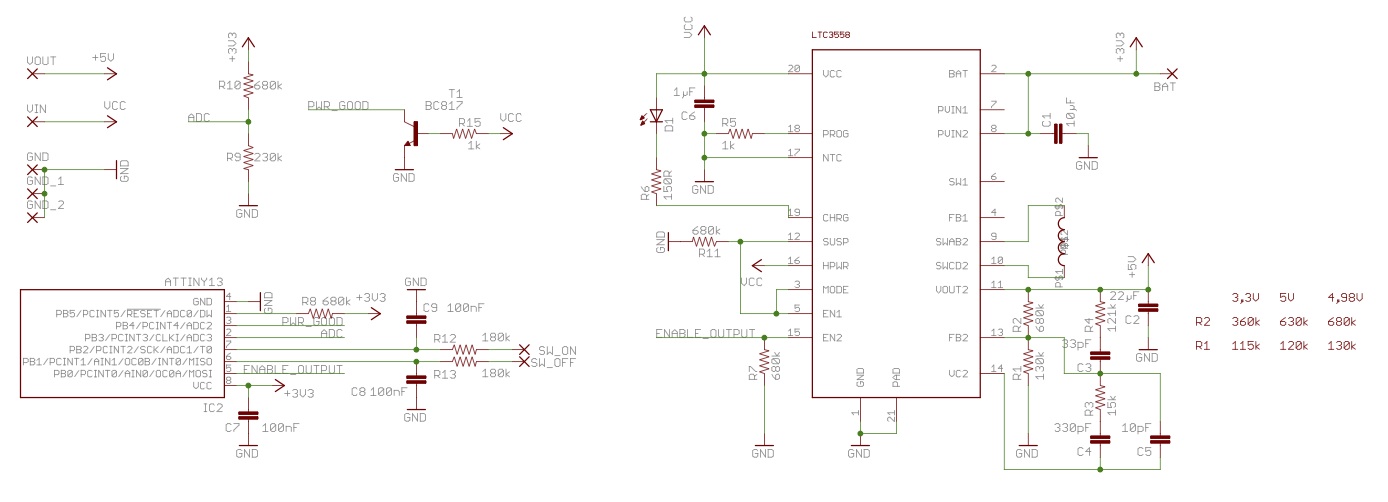 VOUT
+5V
VIN
VCC
GND
GND_1
GND_2
GND
+3V3
R10
680k
ADC
R9
230k
GND
PWR_GOOD
T1
BC817
R15
1k
VCC
GND
ATTINY13
GND
PB5/PCINT5/RESET/ADC0/DW
PB4/PCINT4/ADC2
PB3/PCINT3/CLKI/ADC3
PB2/PCINT2/SCK/ADC1/T0
PB1/PCINT1/AIN1/OC0B/INT0/MISO
PB0/PCINT0/AIN0/OC0A/MOSI
VCC
4
1
3
2
7
6
5
8
IC2
GND
R8 680k
+3V3
PWR_GOOD
ADC
ENABLE_OUTPUT
+3V3
C7
100nF
GND
GND
C9 100nF
R12
180k
SW_ON
SW_OFF
R13
180k
C8 100nF
GND
LTC3558
VCC
1µF
C6
D1
R5
1k
GND
R6
150R
GND
680k
R11
VCC
ENABLE_OUTPUT
R7
680k
GND
20 VCC
18 PROG
17 NTC
19 CHRG
12 SUSP
16 HPWR
3 MODE
5 EN1
15 EN2
GND
PAD
1
21
GND
BAT 2
PVIN1 7
PVIN2 8
SW1 6
FB1 4
SWAB2 9
SWCD2 10
VOUT2 11
FB2 13
VC2 14
+3V3
BAT
C1
10µF
GND
P$2
P$1
+5V
22µF
C2
GND
R2
680k
R4
121k
33pF
C3
R1
130k
R3
15k
330pF
C4
10pF
C5
GND
3,3V 5V 4,98V
R2 360k 630k 680k
R1 115k 120k 130k